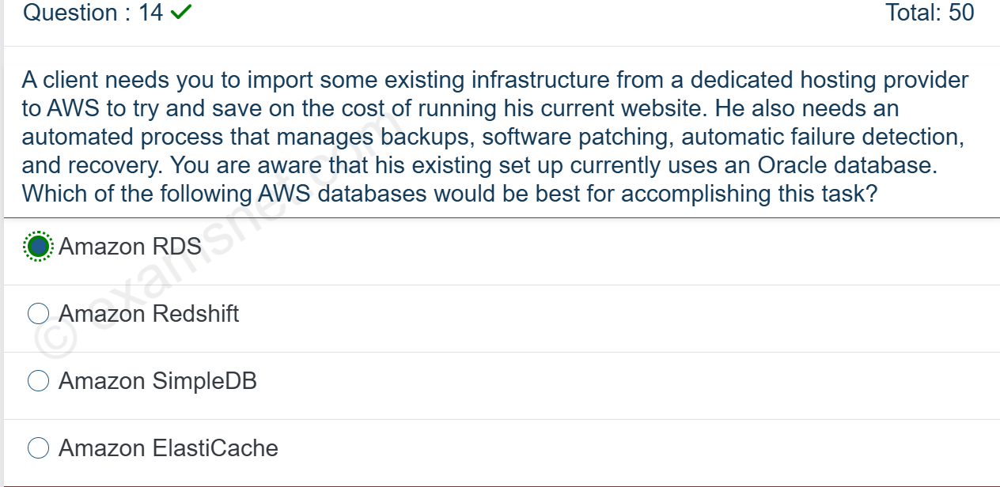 Question : 14
Total: 50
A client needs you to import some existing infrastructure from a dedicated hosting provider
to AWS to try and save on the cost of running his current website. He also needs an
automated process that manages backups, software patching, automatic failure detection,
and recovery. You are aware that his existing set up currently uses an Oracle database.
Which of the following AWS databases would be best for accomplishing this task?
Amazon RDS
Amazon Redshift
Amazon SimpleDB
Amazon ElastiCache
© examsnet.com